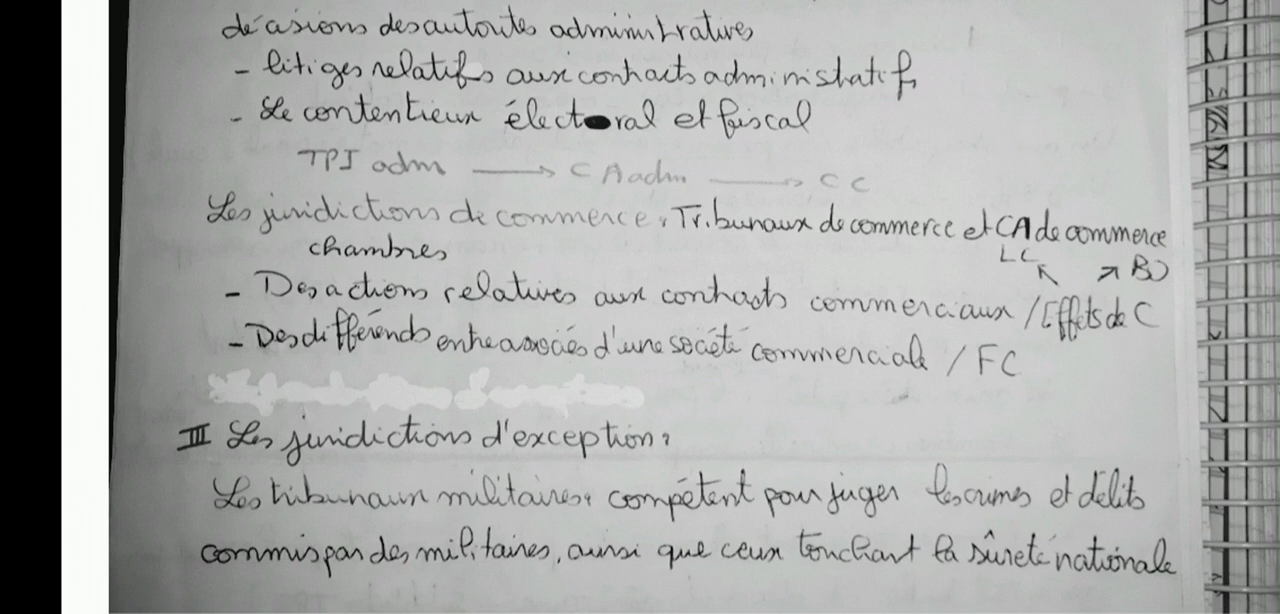 décisions des autorités administratives
- litiges relatifs aux contrats administratifs
- Le contentieux électoral et fiscal
TPI adm → CA adm → CC
Les juridictions de commerce : Tribunaux de commerce et CA de commerce
chambres LC ↖ ↗ BD
- Des actions relatives aux contrats commerciaux / Effets de C
- Des différends entre associés d'une société commerciale / FC
III Les juridictions d'exception :
Les tribunaux militaires : compétent pour juger les crimes et délits
commis par des militaires, ainsi que ceux touchant la sûreté nationale